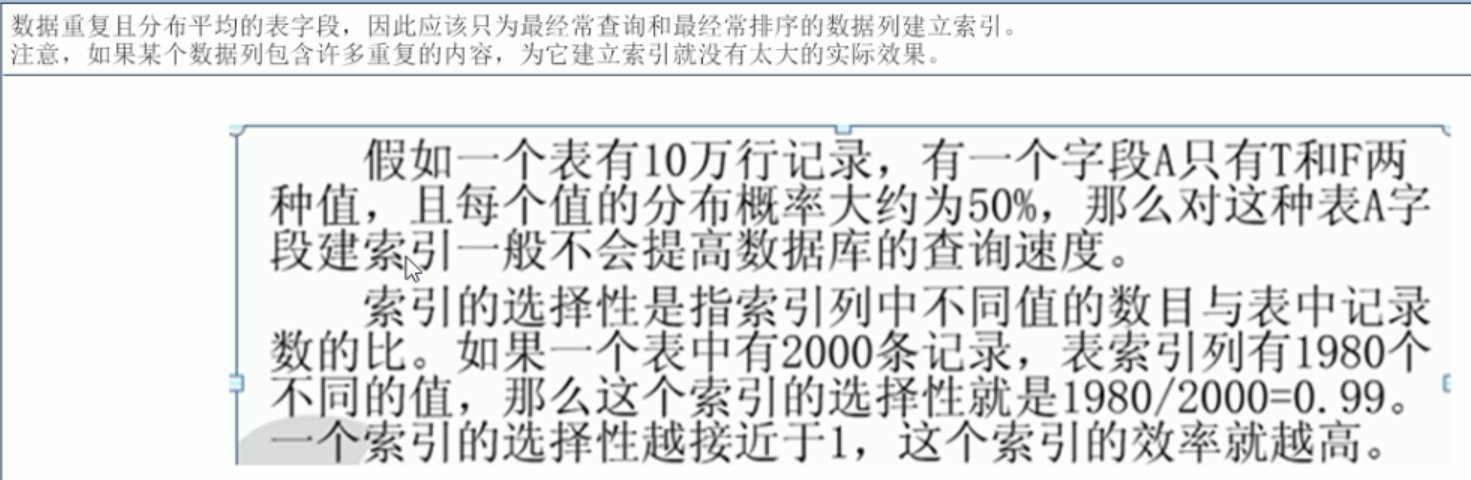 数据重复且分布平均的表字段，因此应该只为最经常查询和最经常排序的数据列建立索引。
注意，如果某个数据列包含许多重复的内容，为它建立索引就没有太大的实际效果。
假如一个表有10万行记录，有一个字段A只有T和F两
种值，且每个值的分布概率大约为50%，那么对这种表A字
段建索引一般不会提高数据库的查询速度。
索引的选择性是指索引列中不同值的数目与表中记录
数的比。如果一个表中有2000条记录，表索引列有1980个
不同的值，那么这个索引的选择性就是1980/2000=0.99。
一个索引的选择性越接近于1，这个索引的效率就越高。